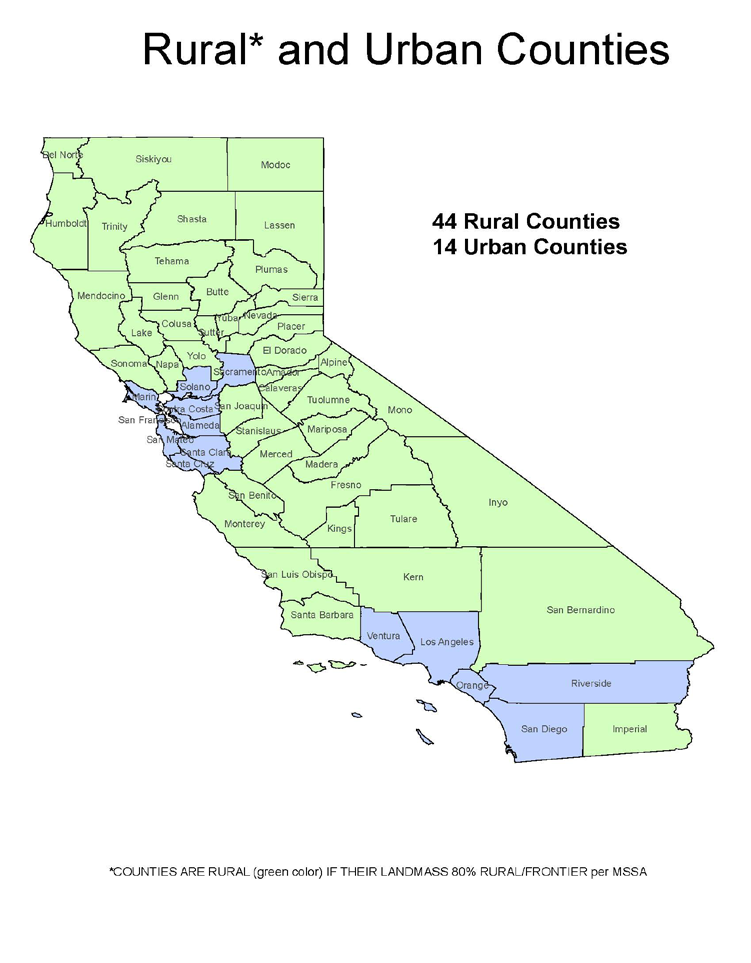 Rural* and Urban Counties
Del Norte
Siskiyou
Modoc
44 Rural Counties
14 Urban Counties
Humboldt
Trinity
Shasta
Lassen
Tehama
Plumas
Mendocino
Glenn
Butte
Sierra
Lake
Colusa
Sutter
Yuba
Nevada
Placer
Sonoma
Napa
Yolo
El Dorado
Alpine
Solano
Sacramento
Amador
Marin
Calaveras
Tuolumne
Mono
San Joaquin
San Francisco
Contra Costa
Alameda
Stanislaus
Mariposa
San Mateo
Santa Clara
Merced
Santa Cruz
Madera
Fresno
San Benito
Inyo
Monterey
Kings
Tulare
San Luis Obispo
Kern
Santa Barbara
San Bernardino
Ventura
Los Angeles
Orange
Riverside
San Diego
Imperial
*COUNTIES ARE RURAL (green color) IF THEIR LANDMASS 80% RURAL/FRONTIER per MSSA